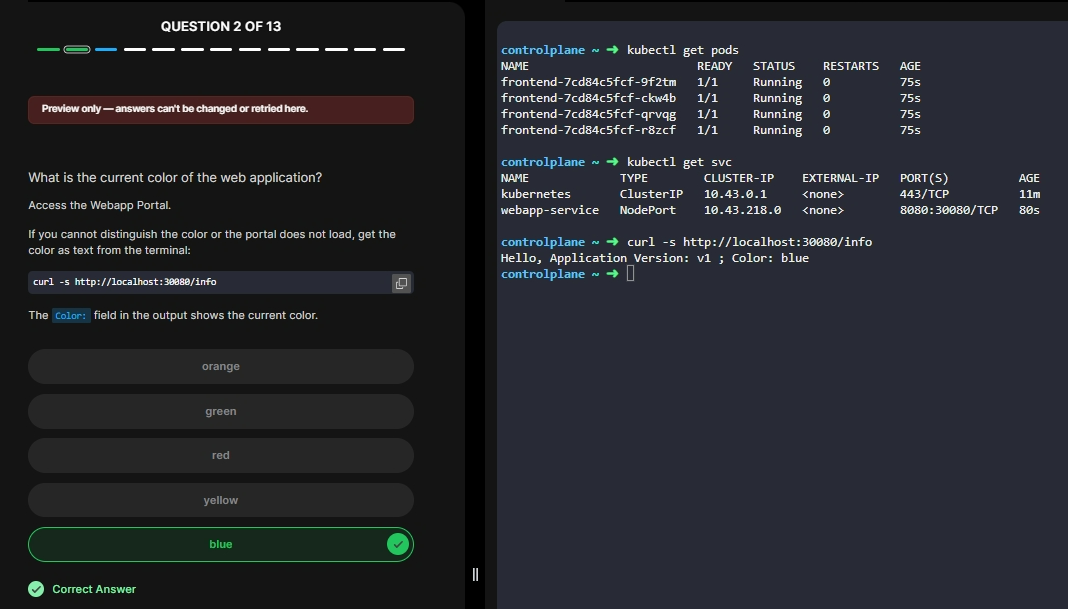 QUESTION 2 OF 13
Preview only — answers can't be changed or retried here.
What is the current color of the web application?
Access the Webapp Portal.
If you cannot distinguish the color or the portal does not load, get the
color as text from the terminal:
curl -s http://localhost:30080/info
The Color: field in the output shows the current color.
orange
green
red
yellow
blue
Correct Answer
controlplane ~ ➜ kubectl get pods
NAME READY STATUS RESTARTS AGE
frontend-7cd84c5fcf-9f2tm 1/1 Running 0 75s
frontend-7cd84c5fcf-ckw4b 1/1 Running 0 75s
frontend-7cd84c5fcf-qrvqg 1/1 Running 0 75s
frontend-7cd84c5fcf-r8zcf 1/1 Running 0 75s
controlplane ~ ➜ kubectl get svc
NAME TYPE CLUSTER-IP EXTERNAL-IP PORT(S) AGE
kubernetes ClusterIP 10.43.0.1 <none> 443/TCP 11m
webapp-service NodePort 10.43.218.0 <none> 8080:30080/TCP 80s
controlplane ~ ➜ curl -s http://localhost:30080/info
Hello, Application Version: v1 ; Color: blue
controlplane ~ ➜